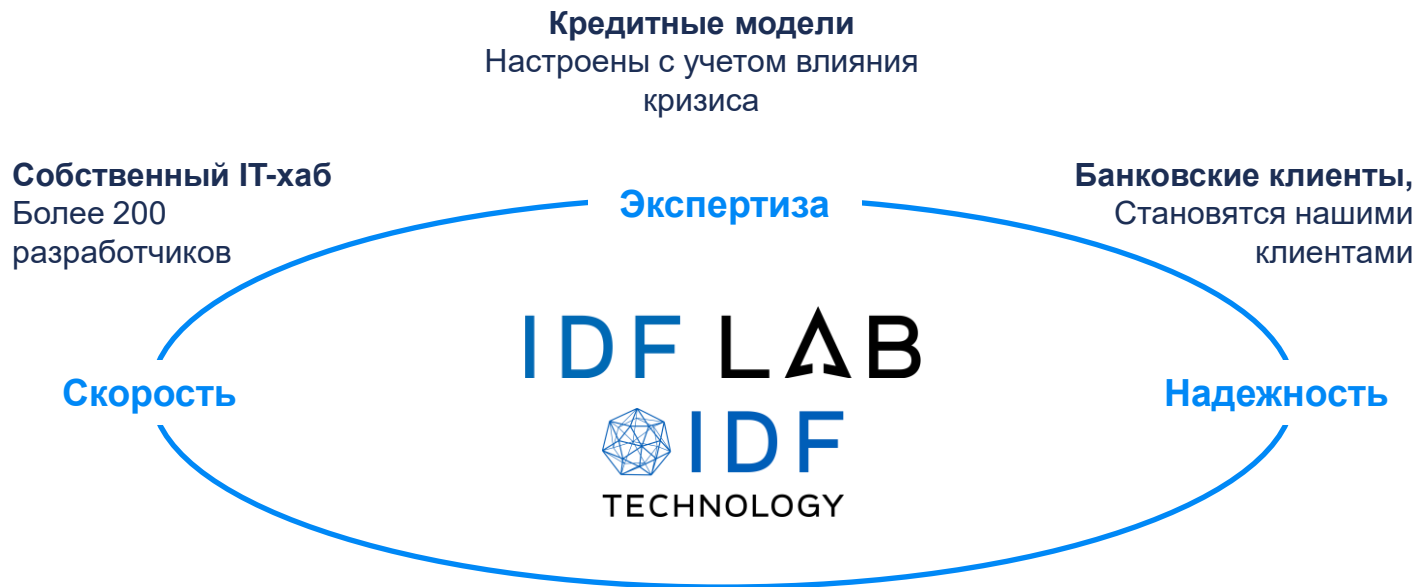 Кредитные модели
Настроены с учетом влияния
кризиса
Собственный IT-хаб
Более 200
разработчиков
Банковские клиенты,
Становятся нашими
клиентами
Экспертиза
Скорость
Надежность
IDF LAB
IDF
TECHNOLOGY